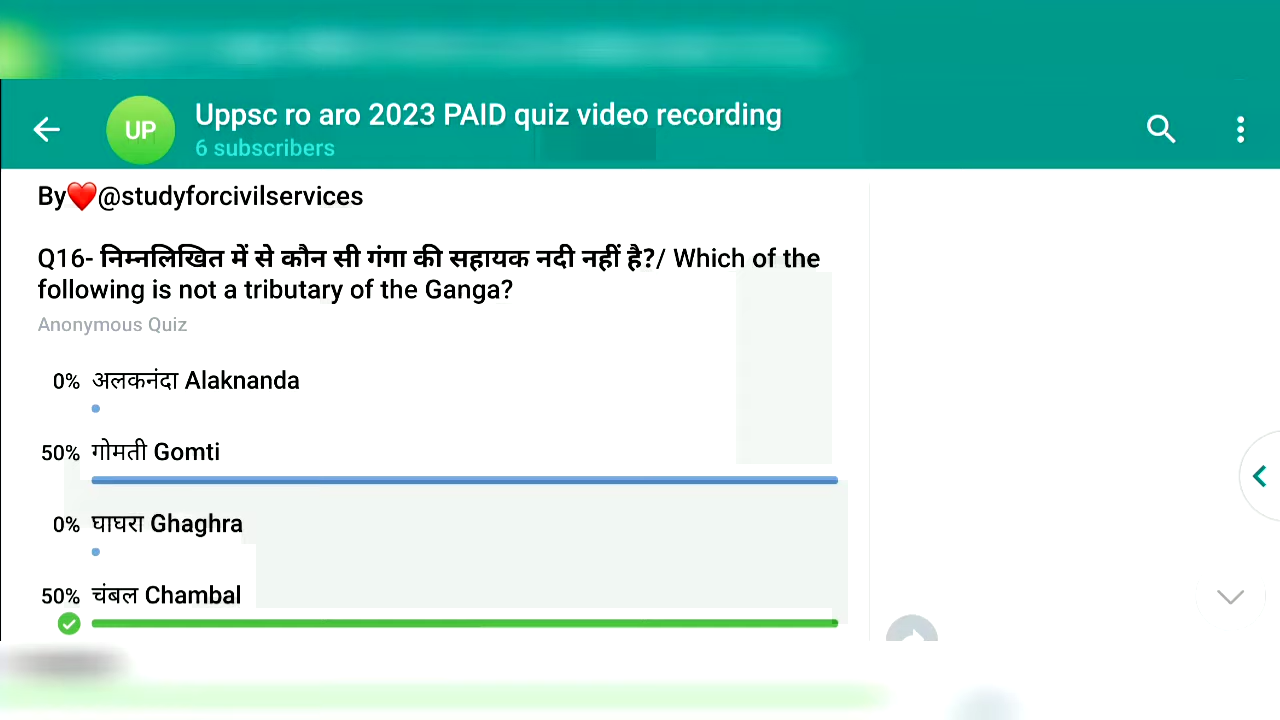 UP
Uppsc ro aro 2023 PAID quiz video recording
6 subscribers
By❤️@studyforcivilservices
Q16- निम्नलिखित में से कौन सी गंगा की सहायक नदी नहीं है?/ Which of the
following is not a tributary of the Ganga?
Anonymous Quiz
0% अलकनंदा Alaknanda
50% गोमती Gomti
0% घाघरा Ghaghra
50% चंबल Chambal